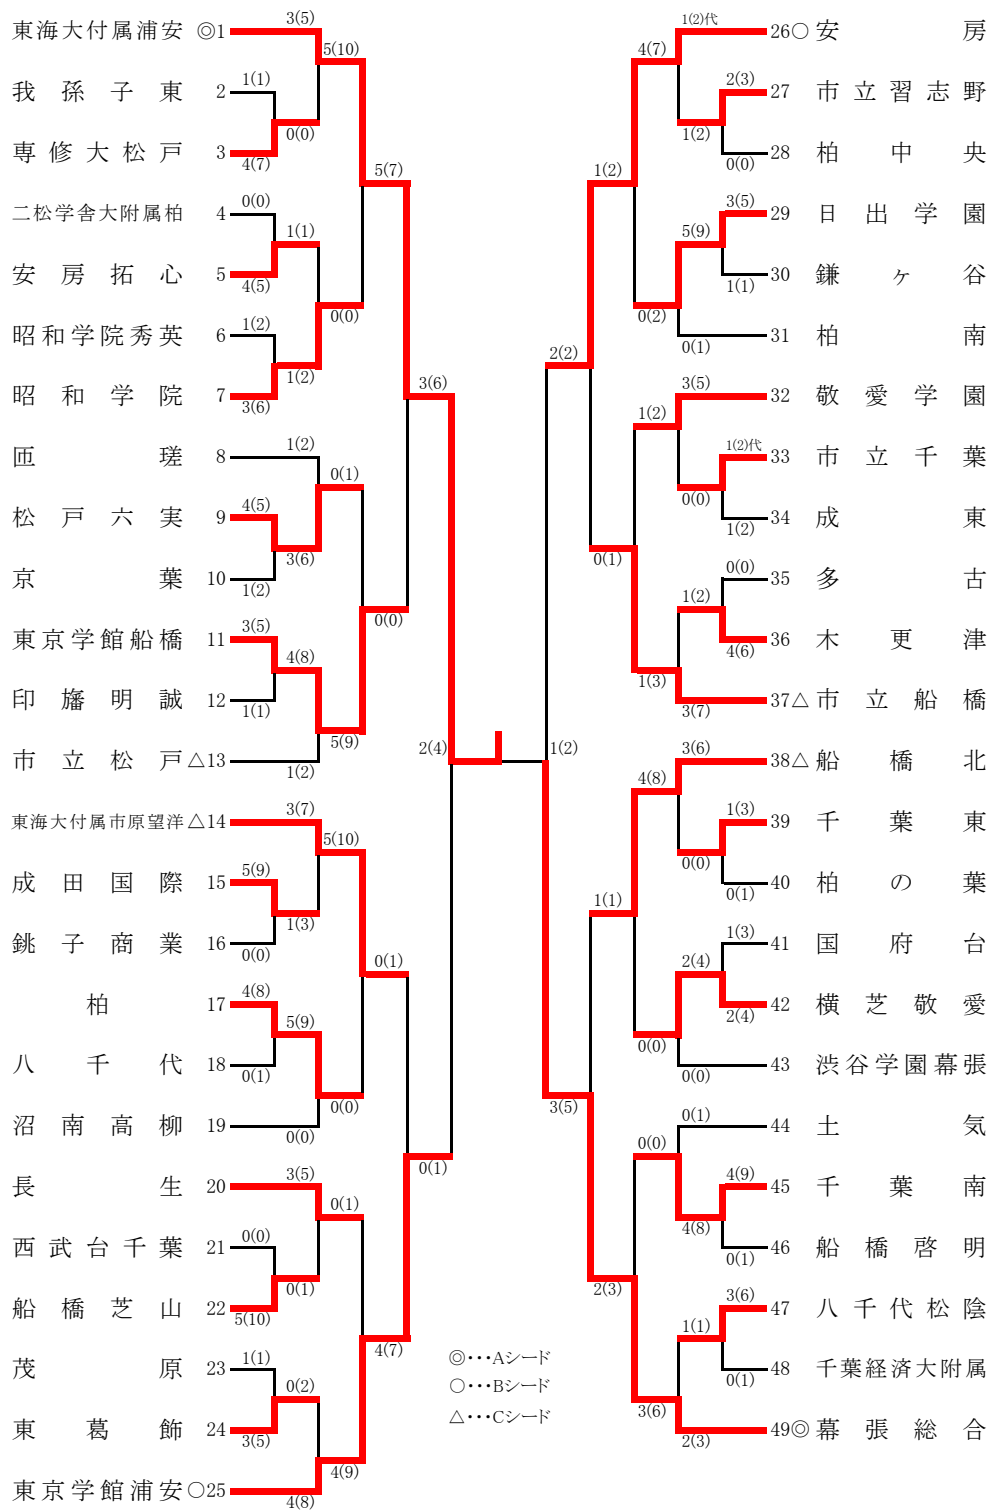 東海大付属浦安 ◎1
我孫子東 2
専修大松戸 3
二松学舎大附属柏 4
安房拓心 5
昭和学院秀英 6
昭和学院 7
匝瑳 8
松戸六実 9
京葉 10
東京学館船橋 11
印旛明誠 12
市立松戸 △13
東海大付属市原望洋 △14
成田国際 15
銚子商業 16
柏 17
八千代 18
沼南高柳 19
長生 20
西武台千葉 21
船橋芝山 22
茂原 23
東葛飾 24
東京学館浦安 ○25
3(5)
1(1)
4(7)
0(0)
4(5)
1(2)
3(6)
1(2)
4(5)
1(2)
3(5)
1(1)
1(2)
3(7)
5(9)
0(0)
4(8)
0(1)
0(0)
3(5)
0(0)
5(10)
1(1)
3(5)
4(8)
5(10)
0(0)
1(1)
1(2)
0(1)
3(6)
4(8)
5(9)
5(10)
1(3)
5(9)
0(0)
0(1)
0(1)
0(2)
4(9)
5(7)
0(0)
0(0)
0(1)
4(7)
3(6)
0(1)
2(4)
1(2)
2(2)
3(5)
1(2)
0(1)
1(1)
2(3)
4(7)
0(2)
1(2)
1(3)
4(8)
0(0)
0(0)
3(6)
1(2)
5(9)
0(0)
1(2)
0(0)
2(4)
4(8)
1(1)
1(2)代
2(3)
0(0)
3(5)
1(1)
0(1)
3(5)
1(2)代
1(2)
0(0)
4(6)
3(7)
3(6)
1(3)
0(1)
1(3)
2(4)
0(0)
0(1)
4(9)
0(1)
3(6)
0(1)
2(3)
26○ 安房
27 市立習志野
28 柏中央
29 日出学園
30 鎌ヶ谷
31 柏南
32 敬愛学園
33 市立千葉
34 成東
35 多古
36 木更津
37△ 市立船橋
38△ 船橋北
39 千葉東
40 柏の葉
41 国府台
42 横芝敬愛
43 渋谷学園幕張
44 土気
45 千葉南
46 船橋啓明
47 八千代松陰
48 千葉経済大附属
49◎ 幕張総合
◎・・・Aシード
○・・・Bシード
△・・・Cシード